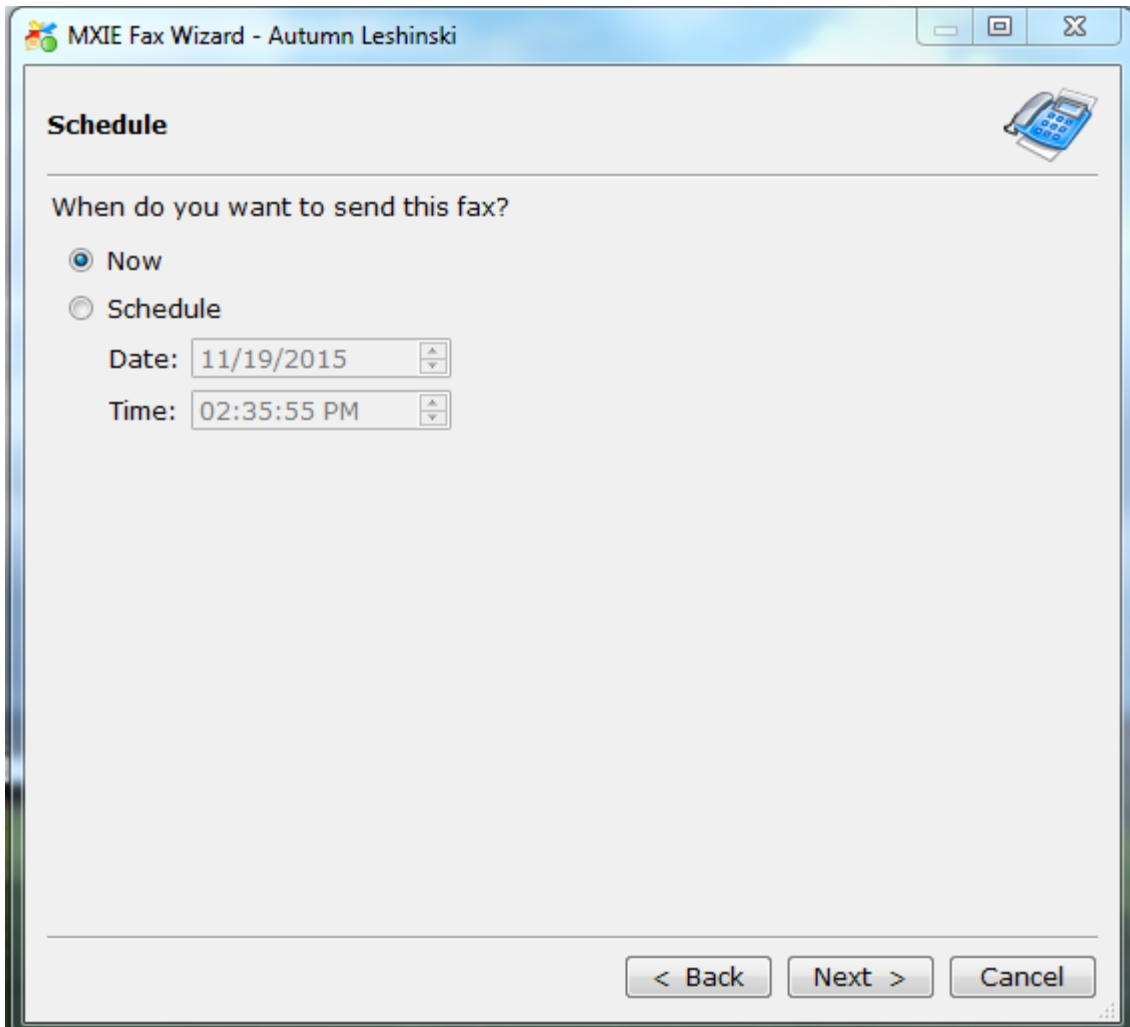 MXIE Fax Wizard - Autumn Leshinski
Schedule
When do you want to send this fax?
Now
Schedule
Date: 11/19/2015
Time: 02:35:55 PM
< Back Next > Cancel